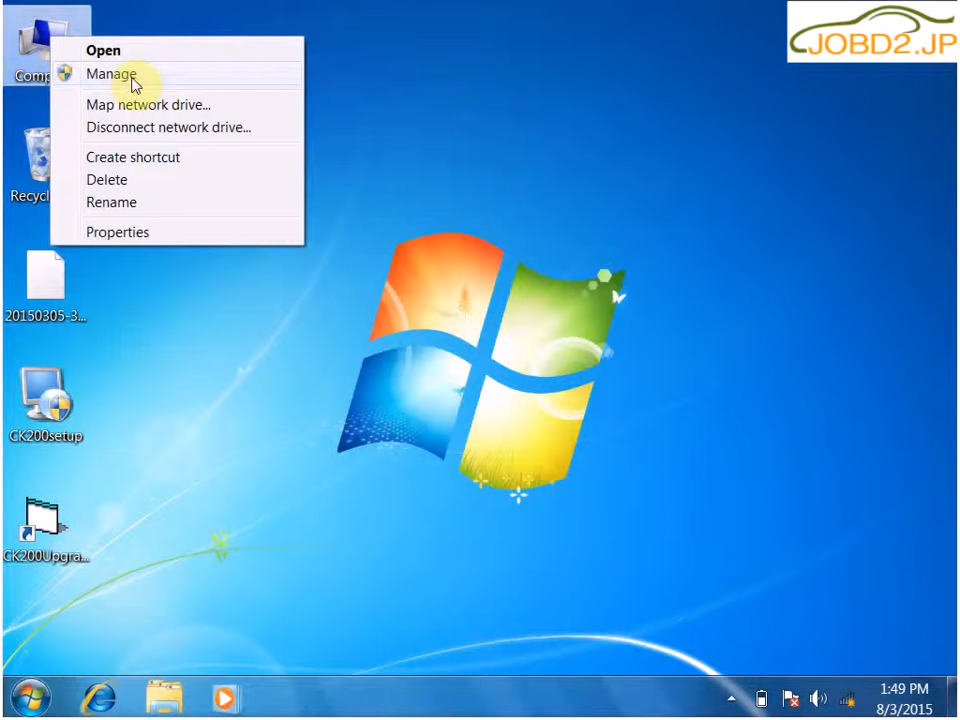 JOBD2.JP
Comp
Open
Manage
Map network drive...
Disconnect network drive...
Create shortcut
Delete
Rename
Properties
Recycl
20150305-3...
CK200setup
CK200Upgra...
1:49 PM
8/3/2015